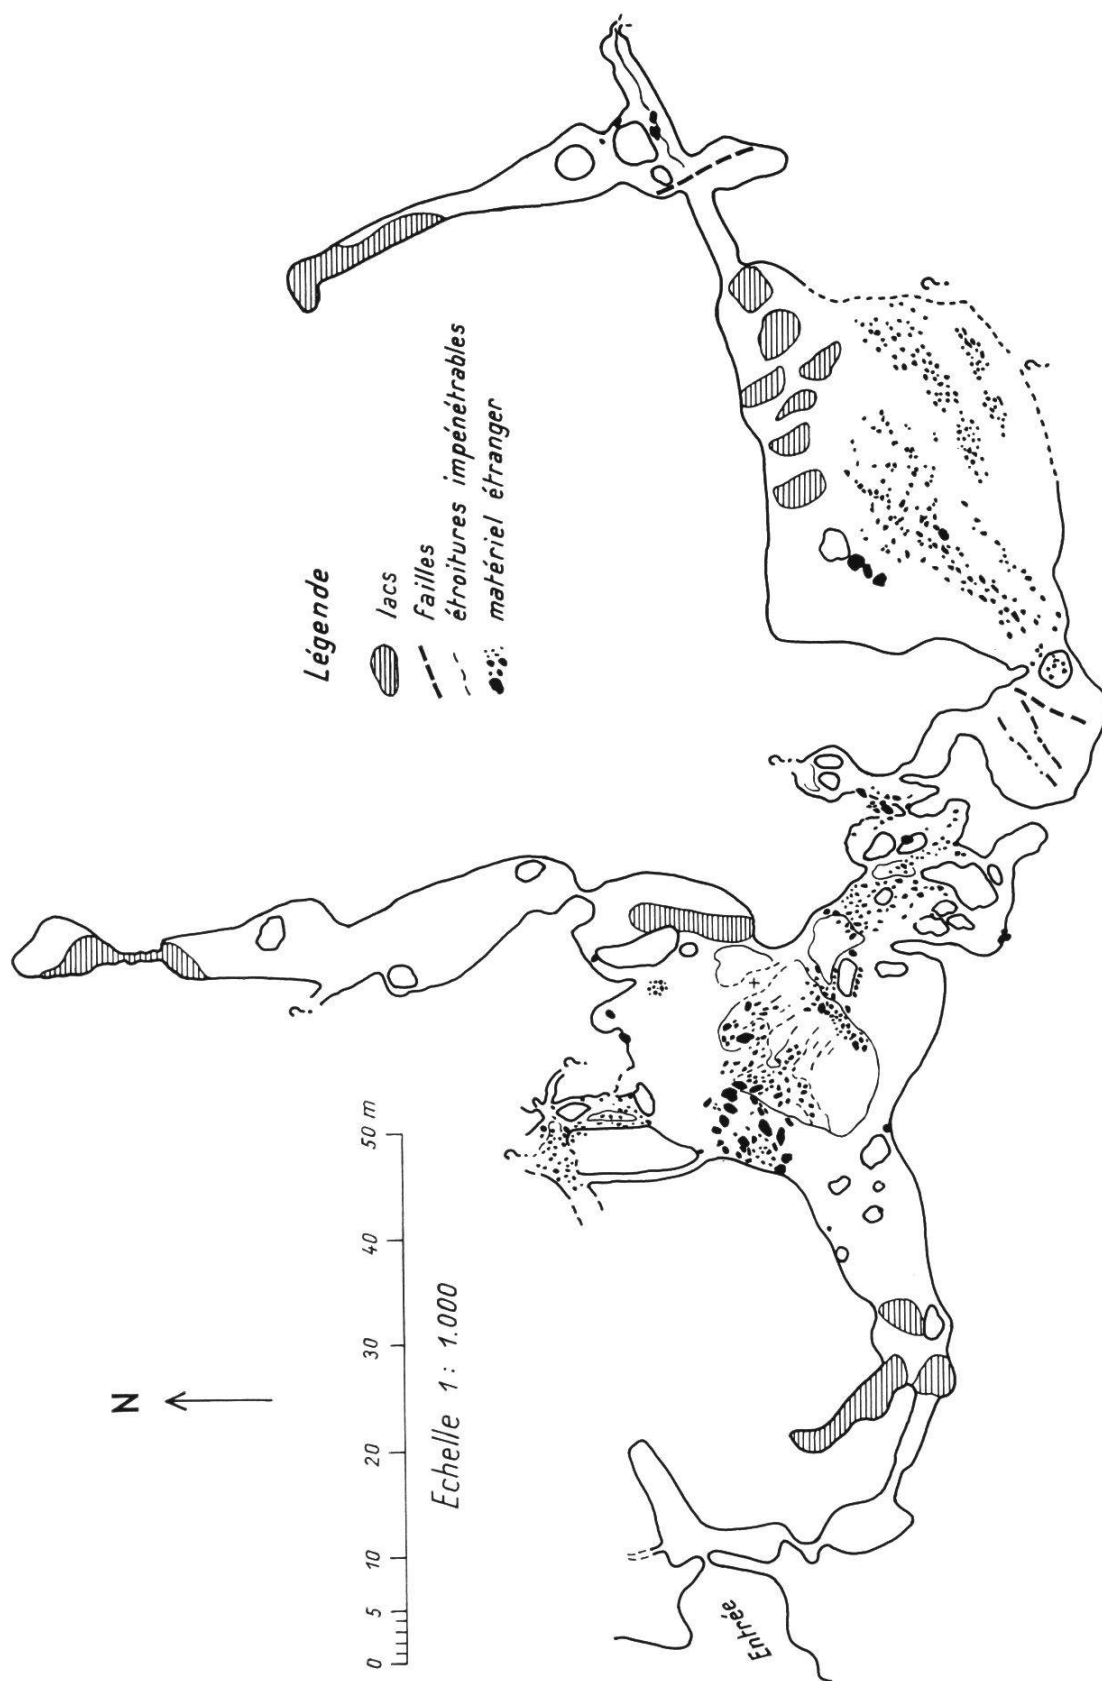 Légende
lacs
failles
étroitures impénétrables
matériel étranger
?
?
?
?
?
?
N
0 5 10 20 30 40 50 m
Echelle 1 : 1.000
Entrée